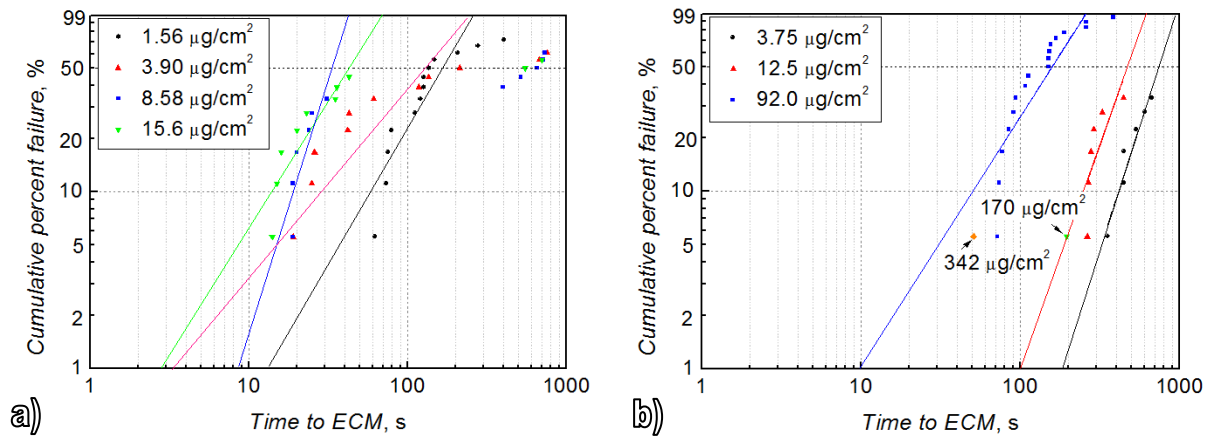 99
50
20
10
5
2
1
Cumulative percent failure, %
1.56 μg/cm²
3.90 μg/cm²
8.58 μg/cm²
15.6 μg/cm²
1 10 100 1000
Time to ECM, s
a)
99
50
20
10
5
2
1
Cumulative percent failure, %
3.75 μg/cm²
12.5 μg/cm²
92.0 μg/cm²
170 μg/cm²
342 μg/cm²
1 10 100 1000
Time to ECM, s
b)